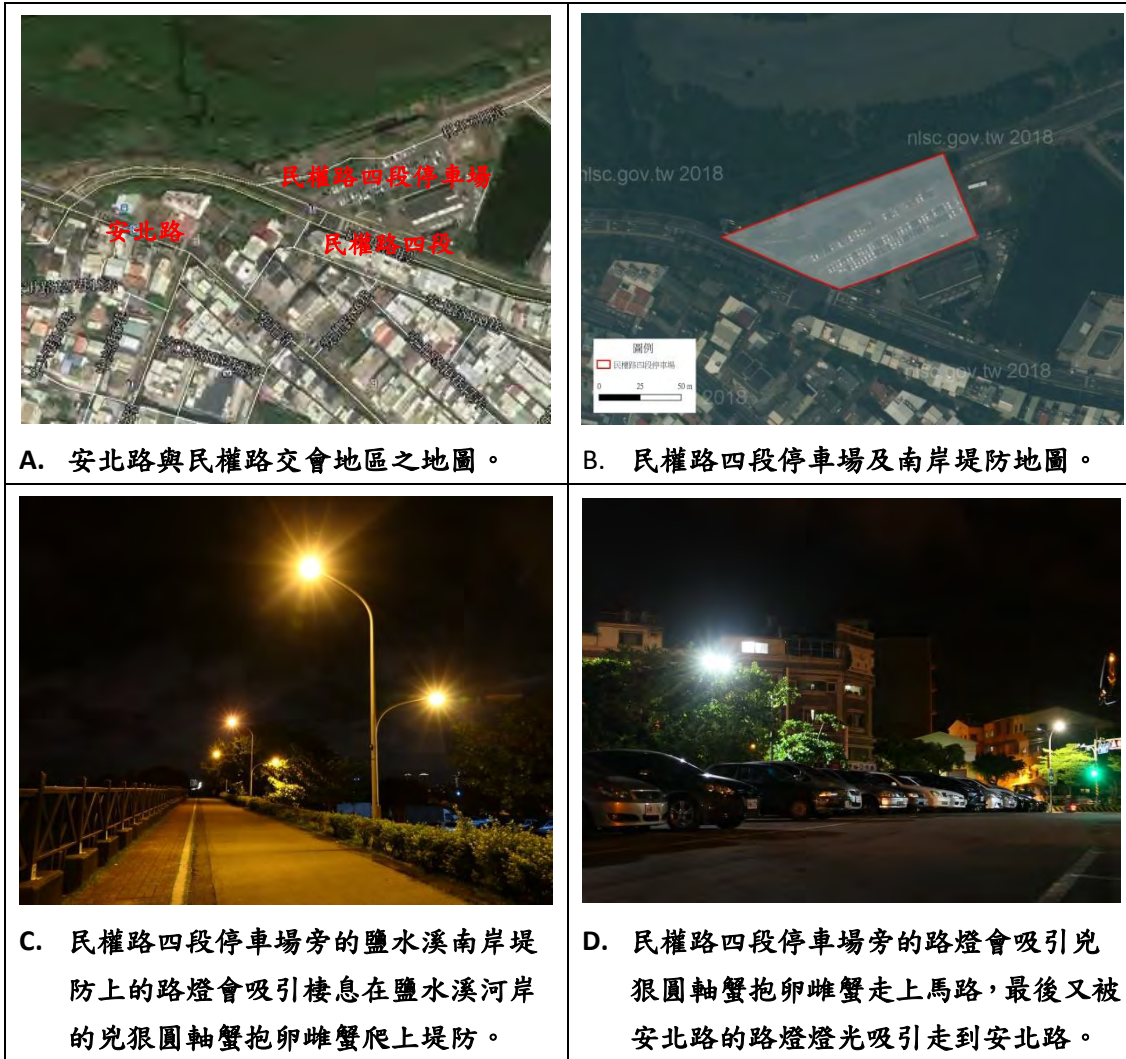 民權路四段停車場
安北路
民權路四段
A. 安北路與民權路交會地區之地圖。
nlsc.gov.tw 2018
nlsc.gov.tw 2018
nlsc.gov.tw 2018
2018
圖例
民權路四段停車場
0 25 50 m
B. 民權路四段停車場及南岸堤防地圖。
C. 民權路四段停車場旁的鹽水溪南岸堤
防上的路燈會吸引棲息在鹽水溪河岸
的兇狠圓軸蟹抱卵雌蟹爬上堤防。
D. 民權路四段停車場旁的路燈會吸引兇
狠圓軸蟹抱卵雌蟹走上馬路，最後又被
安北路的路燈燈光吸引走到安北路。